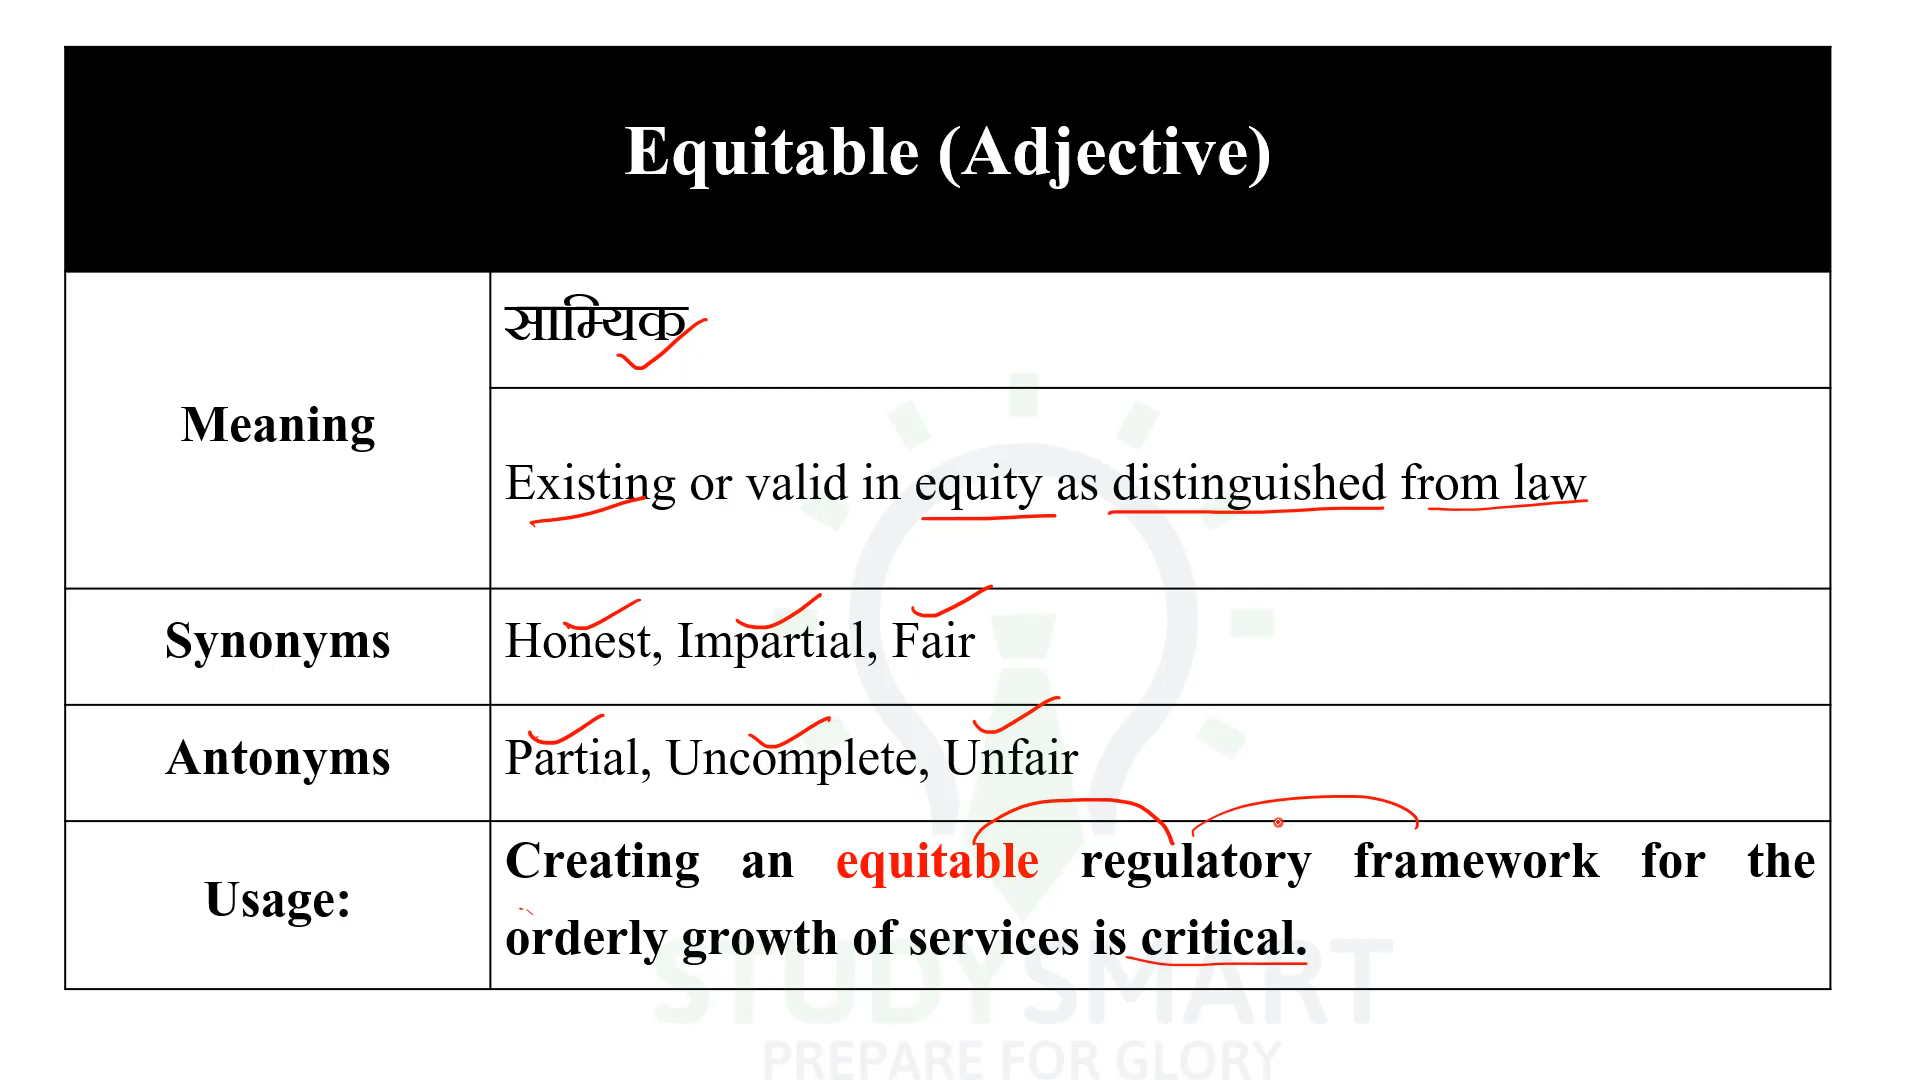 Equitable (Adjective)
साम्यिक
Meaning
Existing or valid in equity as distinguished from law
Synonyms
Honest, Impartial, Fair
Antonyms
Partial, Uncomplete, Unfair
Usage:
Creating an equitable regulatory framework for the
orderly growth of services is critical.
STUDYSMART
PREPARE FOR GLORY